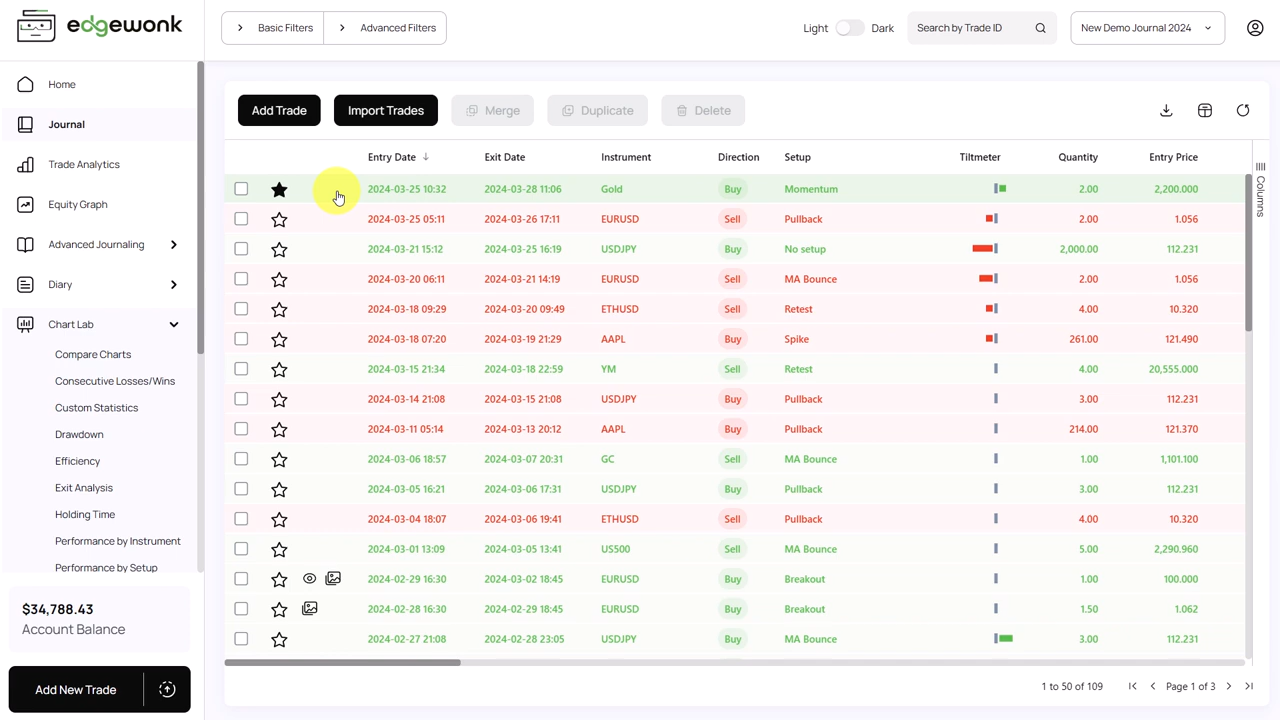 edgewonk
Basic Filters
Advanced Filters
Light
Dark
Search by Trade ID
New Demo Journal 2024
Home
Journal
Trade Analytics
Equity Graph
Advanced Journaling
Diary
Chart Lab
Compare Charts
Consecutive Losses/Wins
Custom Statistics
Drawdown
Efficiency
Exit Analysis
Holding Time
Performance by Instrument
Performance by Setup
$34,788.43
Account Balance
Add New Trade
Add Trade
Import Trades
Merge
Duplicate
Delete
Entry Date Exit Date Instrument Direction Setup Tiltmeter Quantity Entry Price
2024-03-25 10:32 2024-03-28 11:06 Gold Buy Momentum 2.00 2,200.000
2024-03-25 05:11 2024-03-26 17:11 EURUSD Sell Pullback 2.00 1.056
2024-03-21 15:12 2024-03-25 16:19 USDJPY Buy No setup 2,000.00 112.231
2024-03-20 06:11 2024-03-21 14:19 EURUSD Sell MA Bounce 2.00 1.056
2024-03-18 09:29 2024-03-20 09:49 ETHUSD Sell Retest 4.00 10.320
2024-03-18 07:20 2024-03-19 21:29 AAPL Buy Spike 261.00 121.490
2024-03-15 21:34 2024-03-18 22:59 YM Sell Retest 4.00 20,555.000
2024-03-14 21:08 2024-03-15 21:08 USDJPY Buy Pullback 3.00 112.231
2024-03-11 05:14 2024-03-13 20:12 AAPL Buy Pullback 214.00 121.370
2024-03-06 18:57 2024-03-07 20:31 GC Sell MA Bounce 1.00 1,101.100
2024-03-05 16:21 2024-03-06 17:31 USDJPY Buy Pullback 3.00 112.231
2024-03-04 18:07 2024-03-06 19:41 ETHUSD Sell Pullback 4.00 10.320
2024-03-01 13:09 2024-03-05 13:41 US500 Sell MA Bounce 5.00 2,290.960
2024-02-29 16:30 2024-03-02 18:45 EURUSD Buy Breakout 1.00 100.000
2024-02-28 16:30 2024-02-29 18:45 EURUSD Buy Breakout 1.50 1.062
2024-02-27 21:08 2024-02-28 23:05 USDJPY Buy MA Bounce 3.00 112.231
Columns
1 to 50 of 109
Page 1 of 3